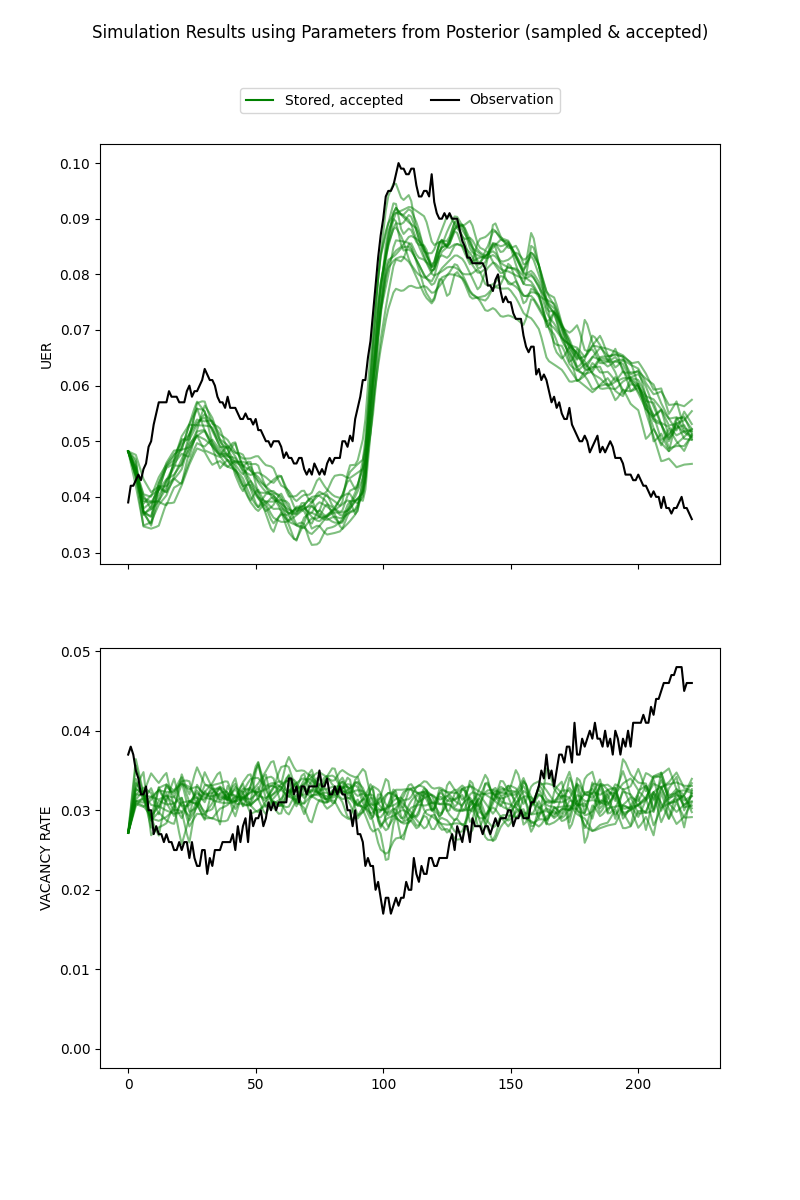 Simulation Results using Parameters from Posterior (sampled & accepted)
Stored, accepted Observation
0.10
0.09
0.08
0.07
0.06
0.05
0.04
0.03
UER
0.05
0.04
0.03
0.02
0.01
0.00
VACANCY RATE
0 50 100 150 200